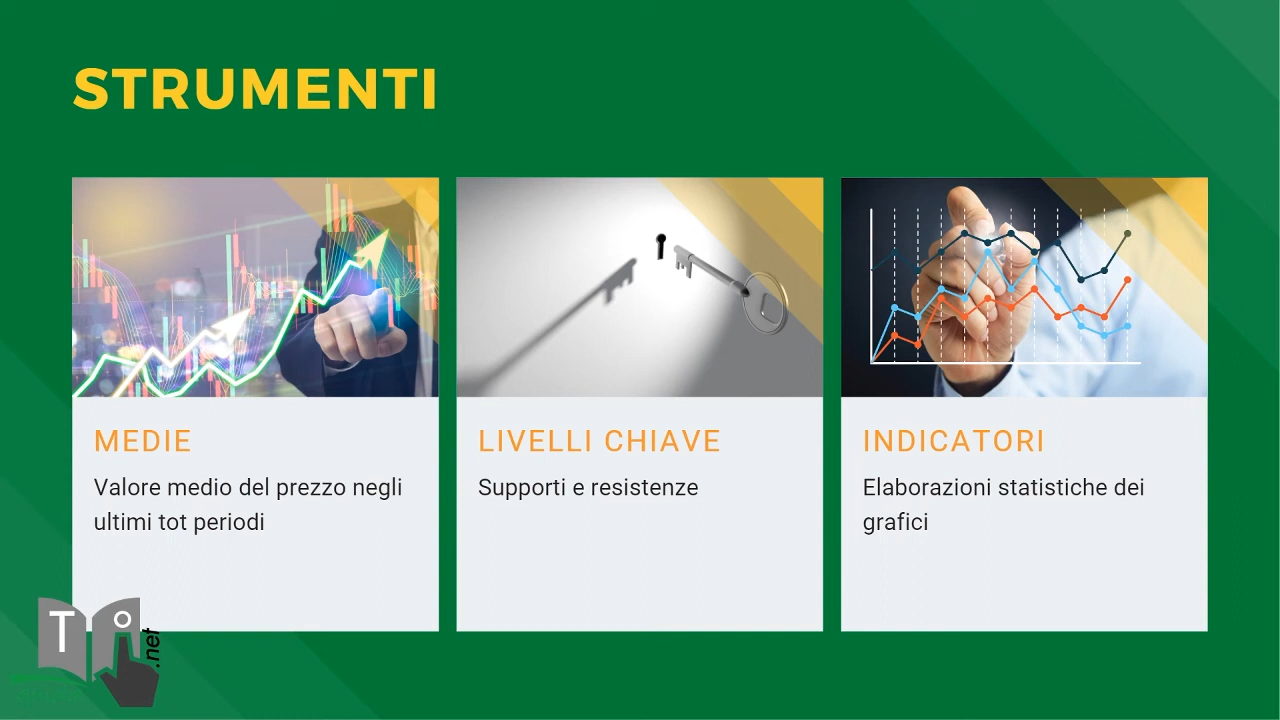 STRUMENTI
MEDIE
Valore medio del prezzo negli
ultimi tot periodi
LIVELLI CHIAVE
Supporti e resistenze
INDICATORI
Elaborazioni statistiche dei
grafici
T
.net